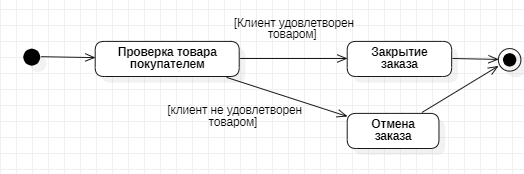 [Клиент удовлетворен
товаром]
Проверка товара
покупателем
Закрытие
заказа
[клиент не удовлетворен
товаром]
Отмена
заказа